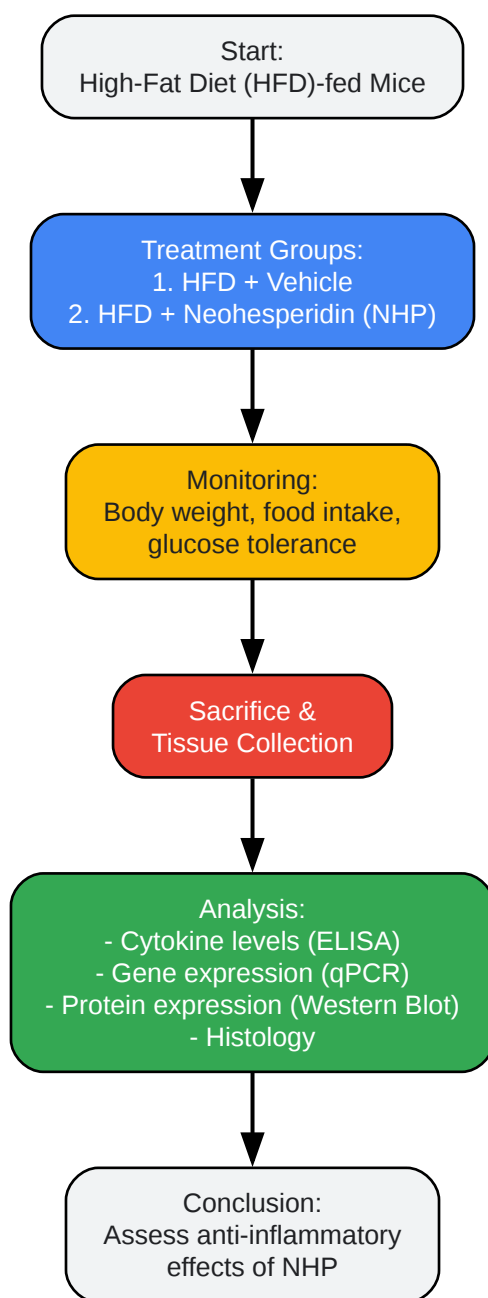 Start:
High-Fat Diet (HFD)-fed Mice
Treatment Groups:
1. HFD + Vehicle
2. HFD + Neohesperidin (NHP)
Monitoring:
Body weight, food intake,
glucose tolerance
Sacrifice &
Tissue Collection
Analysis:
- Cytokine levels (ELISA)
- Gene expression (qPCR)
- Protein expression (Western Blot)
- Histology
Conclusion:
Assess anti-inflammatory
effects of NHP